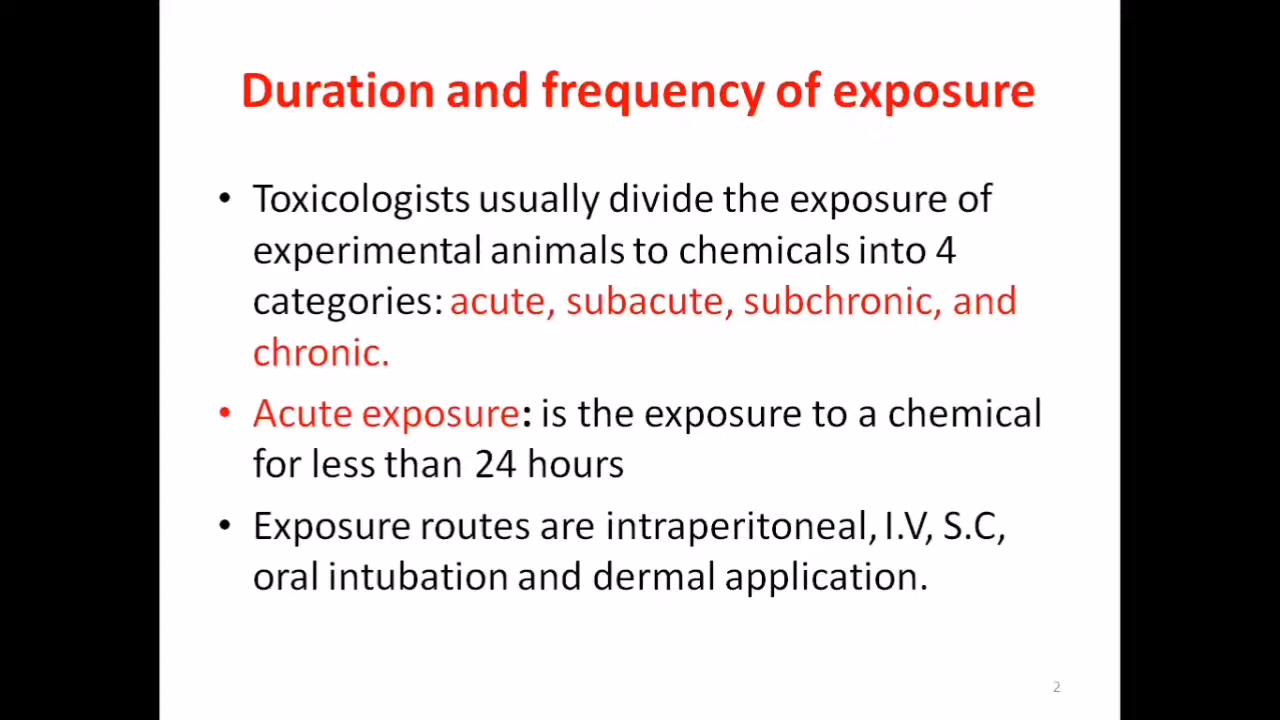 Duration and frequency of exposure
• Toxicologists usually divide the exposure of
experimental animals to chemicals into 4
categories: acute, subacute, subchronic, and
chronic.
• Acute exposure: is the exposure to a chemical
for less than 24 hours
• Exposure routes are intraperitoneal, I.V, S.C,
oral intubation and dermal application.
2